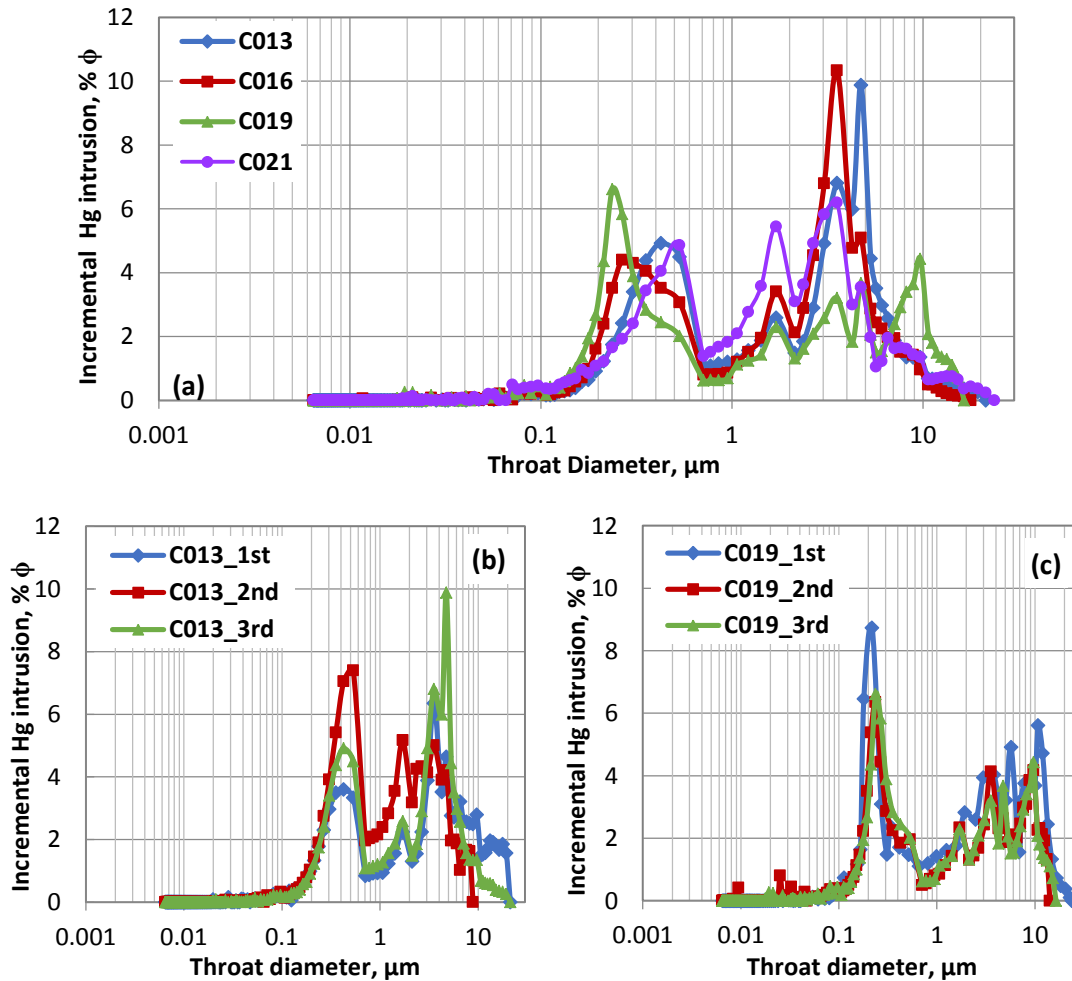 12
10
8
6
4
2
0
Incremental Hg intrusion, % ϕ
C013
C016
C019
C021
(a)
0.001
0.01
0.1
1
10
Throat Diameter, µm
12
10
8
6
4
2
0
Incremental Hg intrusion, % ϕ
C013_1st
C013_2nd
C013_3rd
(b)
0.001
0.01
0.1
1
10
Throat diameter, µm
12
10
8
6
4
2
0
Incremental Hg intrusion, % ϕ
C019_1st
C019_2nd
C019_3rd
(c)
0.001
0.01
0.1
1
10
Throat diameter, µm